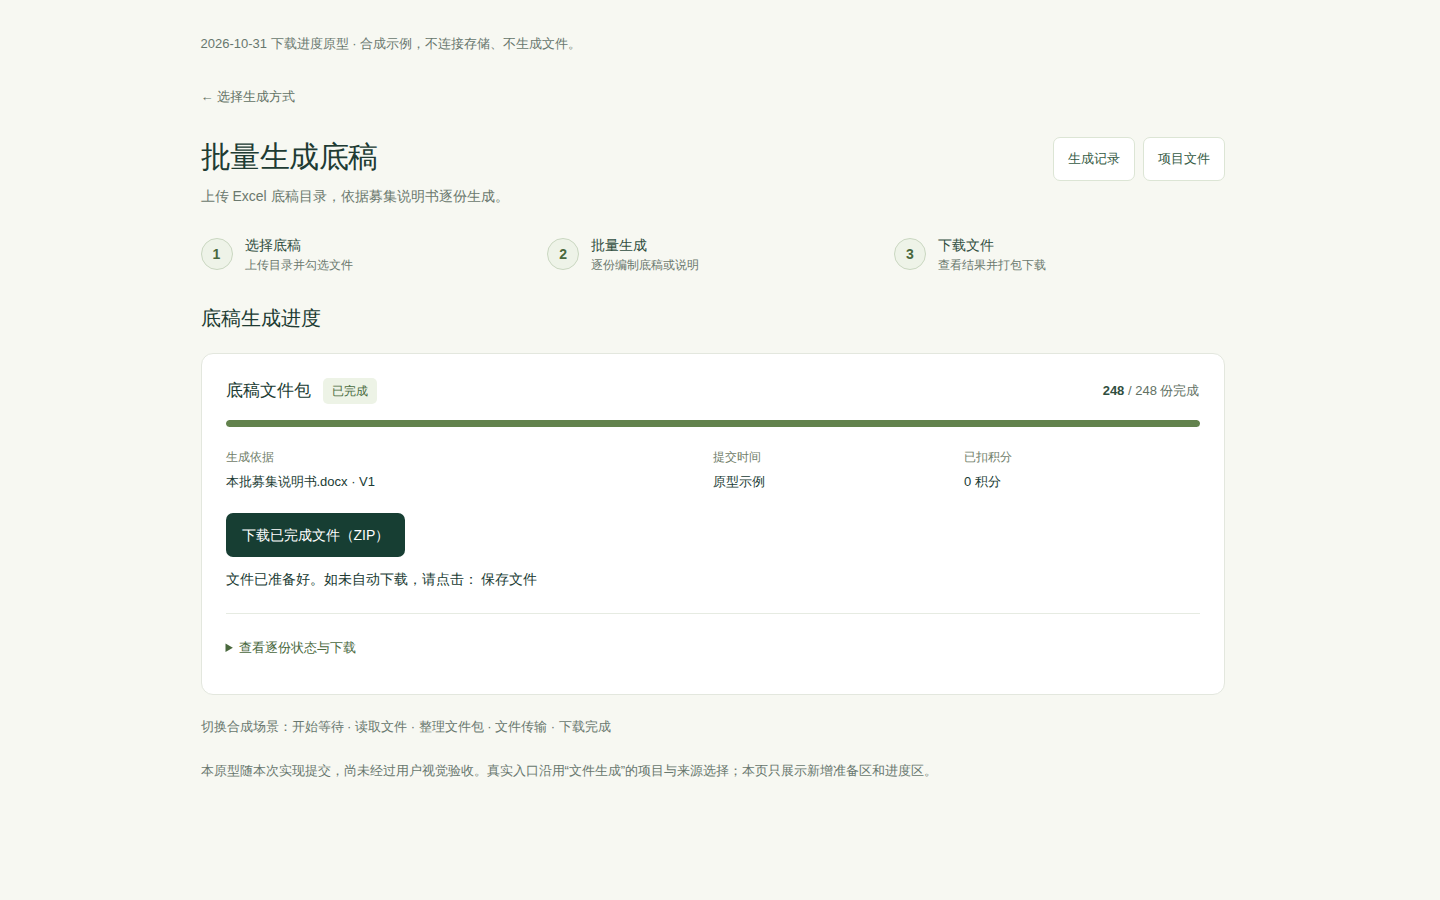 2026-10-31 下载进度原型 · 合成示例，不连接存储、不生成文件。
← 选择生成方式
批量生成底稿
生成记录
项目文件
上传 Excel 底稿目录，依据募集说明书逐份生成。
1
选择底稿
上传目录并勾选文件
2
批量生成
逐份编制底稿或说明
3
下载文件
查看结果并打包下载
底稿生成进度
底稿文件包
已完成
248 / 248 份完成
生成依据
本批募集说明书.docx · V1
提交时间
原型示例
已扣积分
0 积分
下载已完成文件（ZIP）
文件已准备好。如未自动下载，请点击： 保存文件
▶ 查看逐份状态与下载
切换合成场景：开始等待 · 读取文件 · 整理文件包 · 文件传输 · 下载完成
本原型随本次实现提交，尚未经过用户视觉验收。真实入口沿用“文件生成”的项目与来源选择；本页只展示新增准备区和进度区。